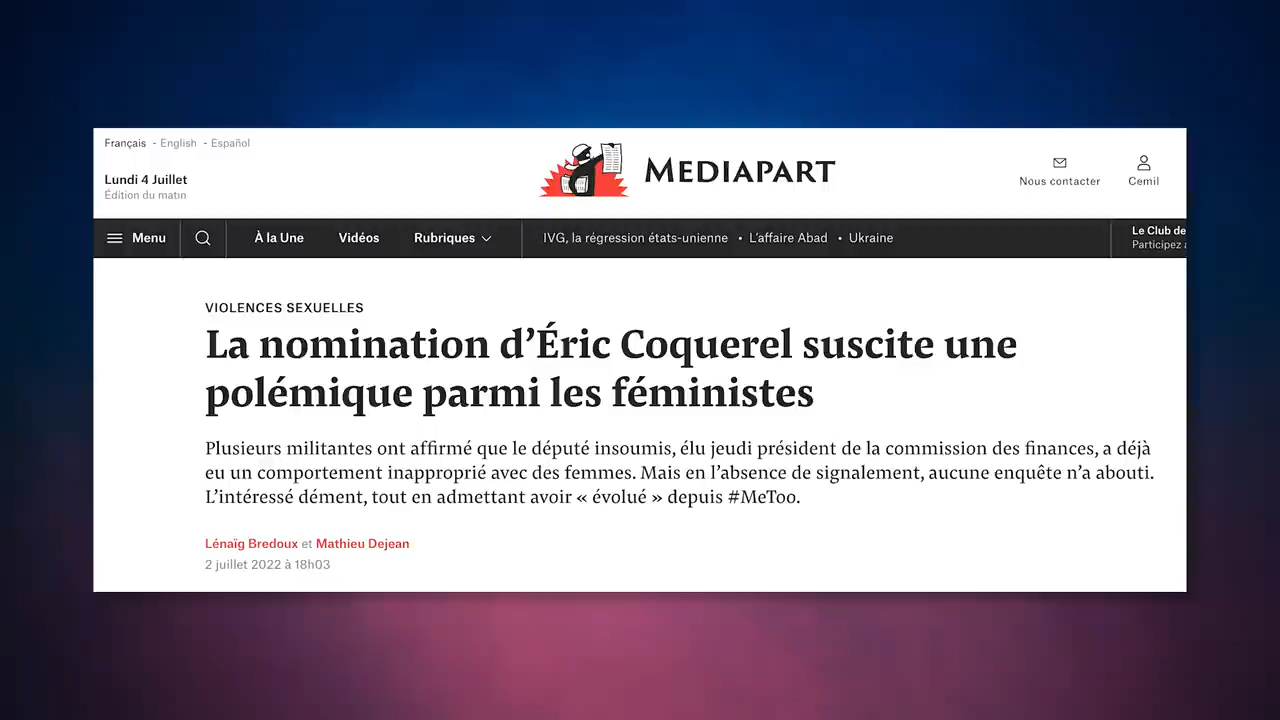 Français - English - Español
Lundi 4 Juillet
Édition du matin
MEDIAPART
Nous contacter
Cemil
Menu
À la Une
Vidéos
Rubriques
IVG, la régression états-unienne • L'affaire Abad • Ukraine
Le Club de
Participez a
VIOLENCES SEXUELLES
La nomination d’Éric Coquerel suscite une
polémique parmi les féministes
Plusieurs militantes ont affirmé que le député insoumis, élu jeudi président de la commission des finances, a déjà
eu un comportement inapproprié avec des femmes. Mais en l’absence de signalement, aucune enquête n’a abouti.
L’intéressé dément, tout en admettant avoir « évolué » depuis #MeToo.
Lénaïg Bredoux et Mathieu Dejean
2 juillet 2022 à 18h03